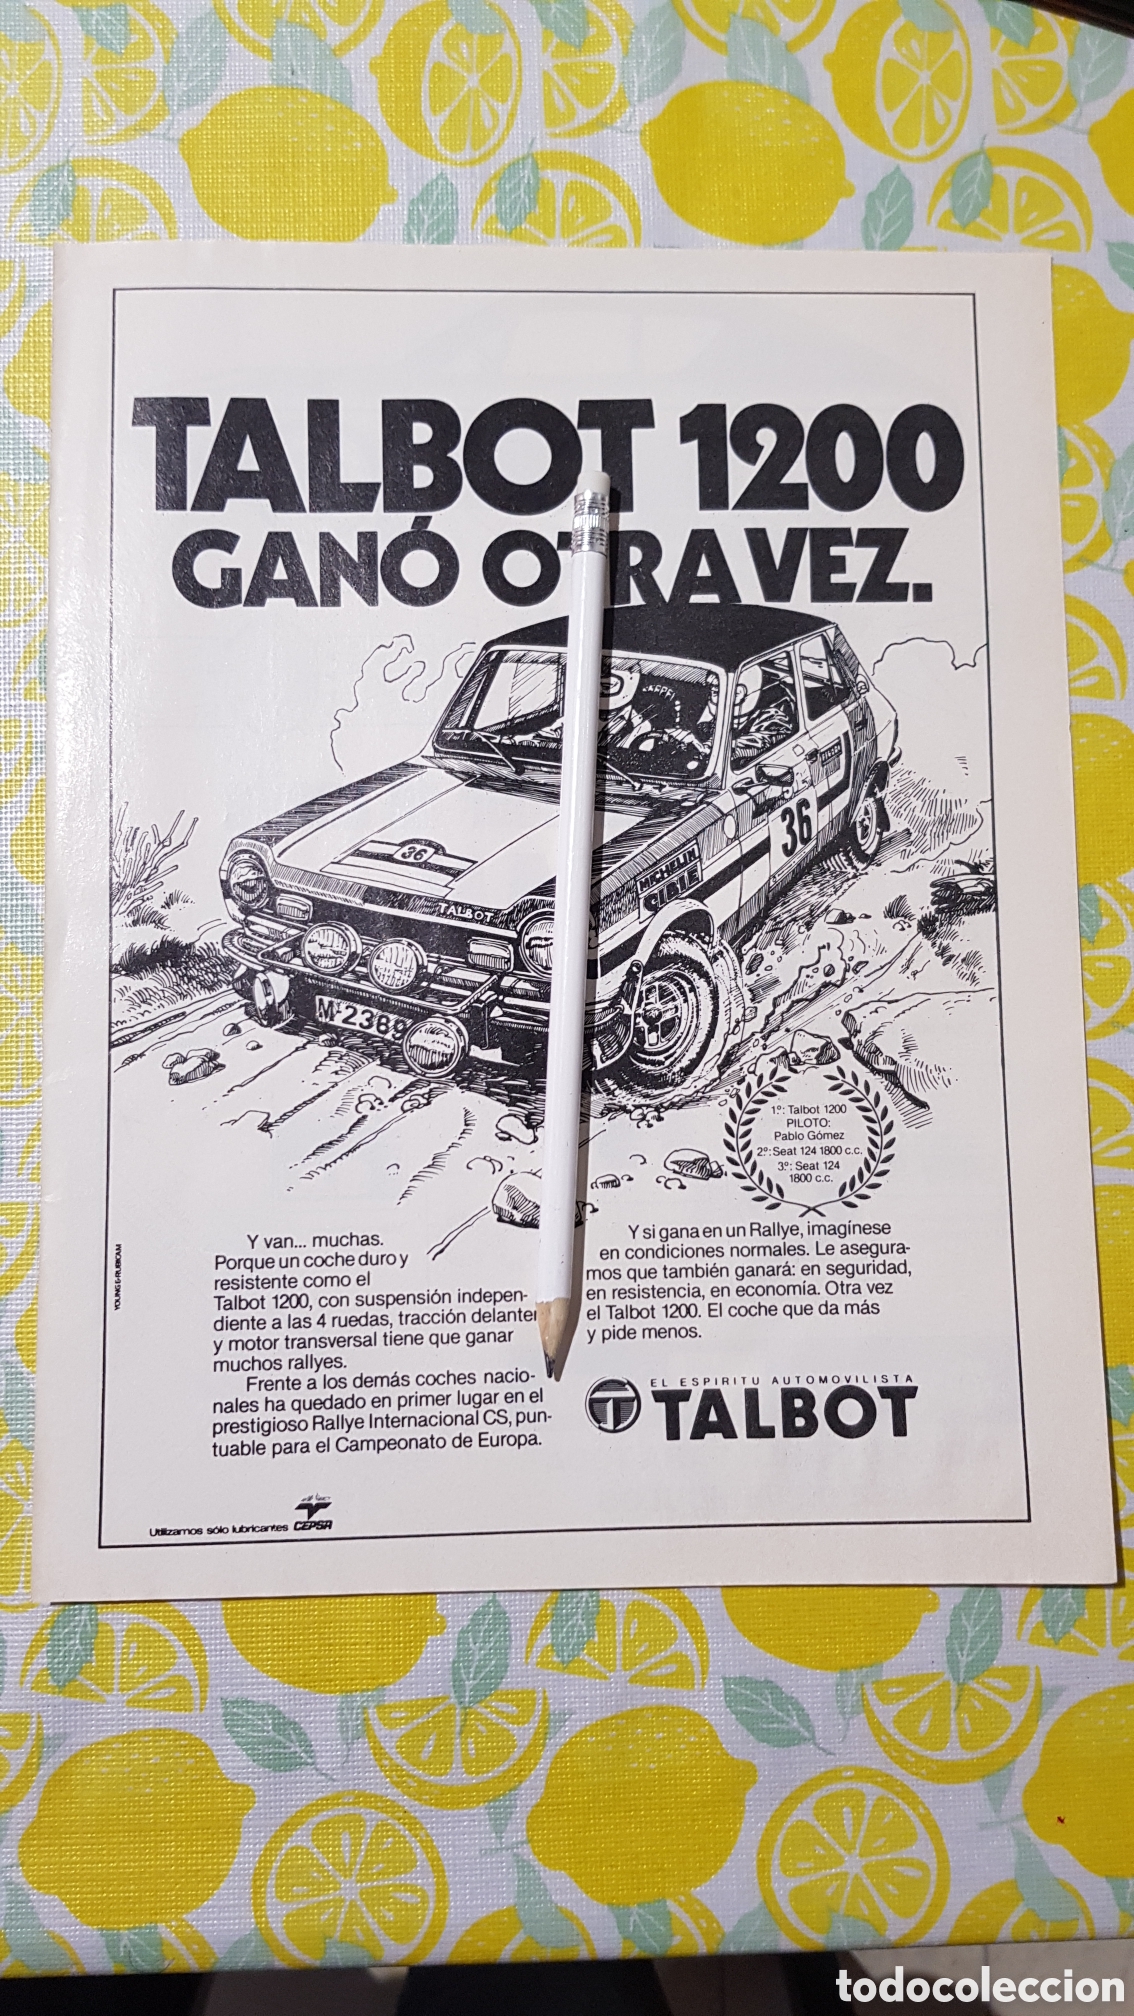 TALBOT 1200
GANÓ OTRA VEZ.
36
36
TALBOT
MICHELIN
M-2389
1º: Talbot 1200
PILOTO:
Pablo Gómez
2º: Seat 124 1800 c.c.
3º: Seat 124
1800 c.c.
Y van... muchas.
Porque un coche duro y
resistente como el
Talbot 1200, con suspensión indepen-
diente a las 4 ruedas, tracción delantera
y motor transversal tiene que ganar
muchos rallyes.
Frente a los demás coches nacio-
nales ha quedado en primer lugar en el
prestigioso Rallye Internacional CS, pun-
tuable para el Campeonato de Europa.
Y si gana en un Rallye, imagínese
en condiciones normales. Le asegura-
mos que también ganará: en seguridad,
en resistencia, en economía. Otra vez
el Talbot 1200. El coche que da más
y pide menos.
EL ESPIRITU AUTOMOVILISTA
TALBOT
YOUNG & RUBICAM
Utilizamos sólo lubricantes CEPSA
todocoleccion